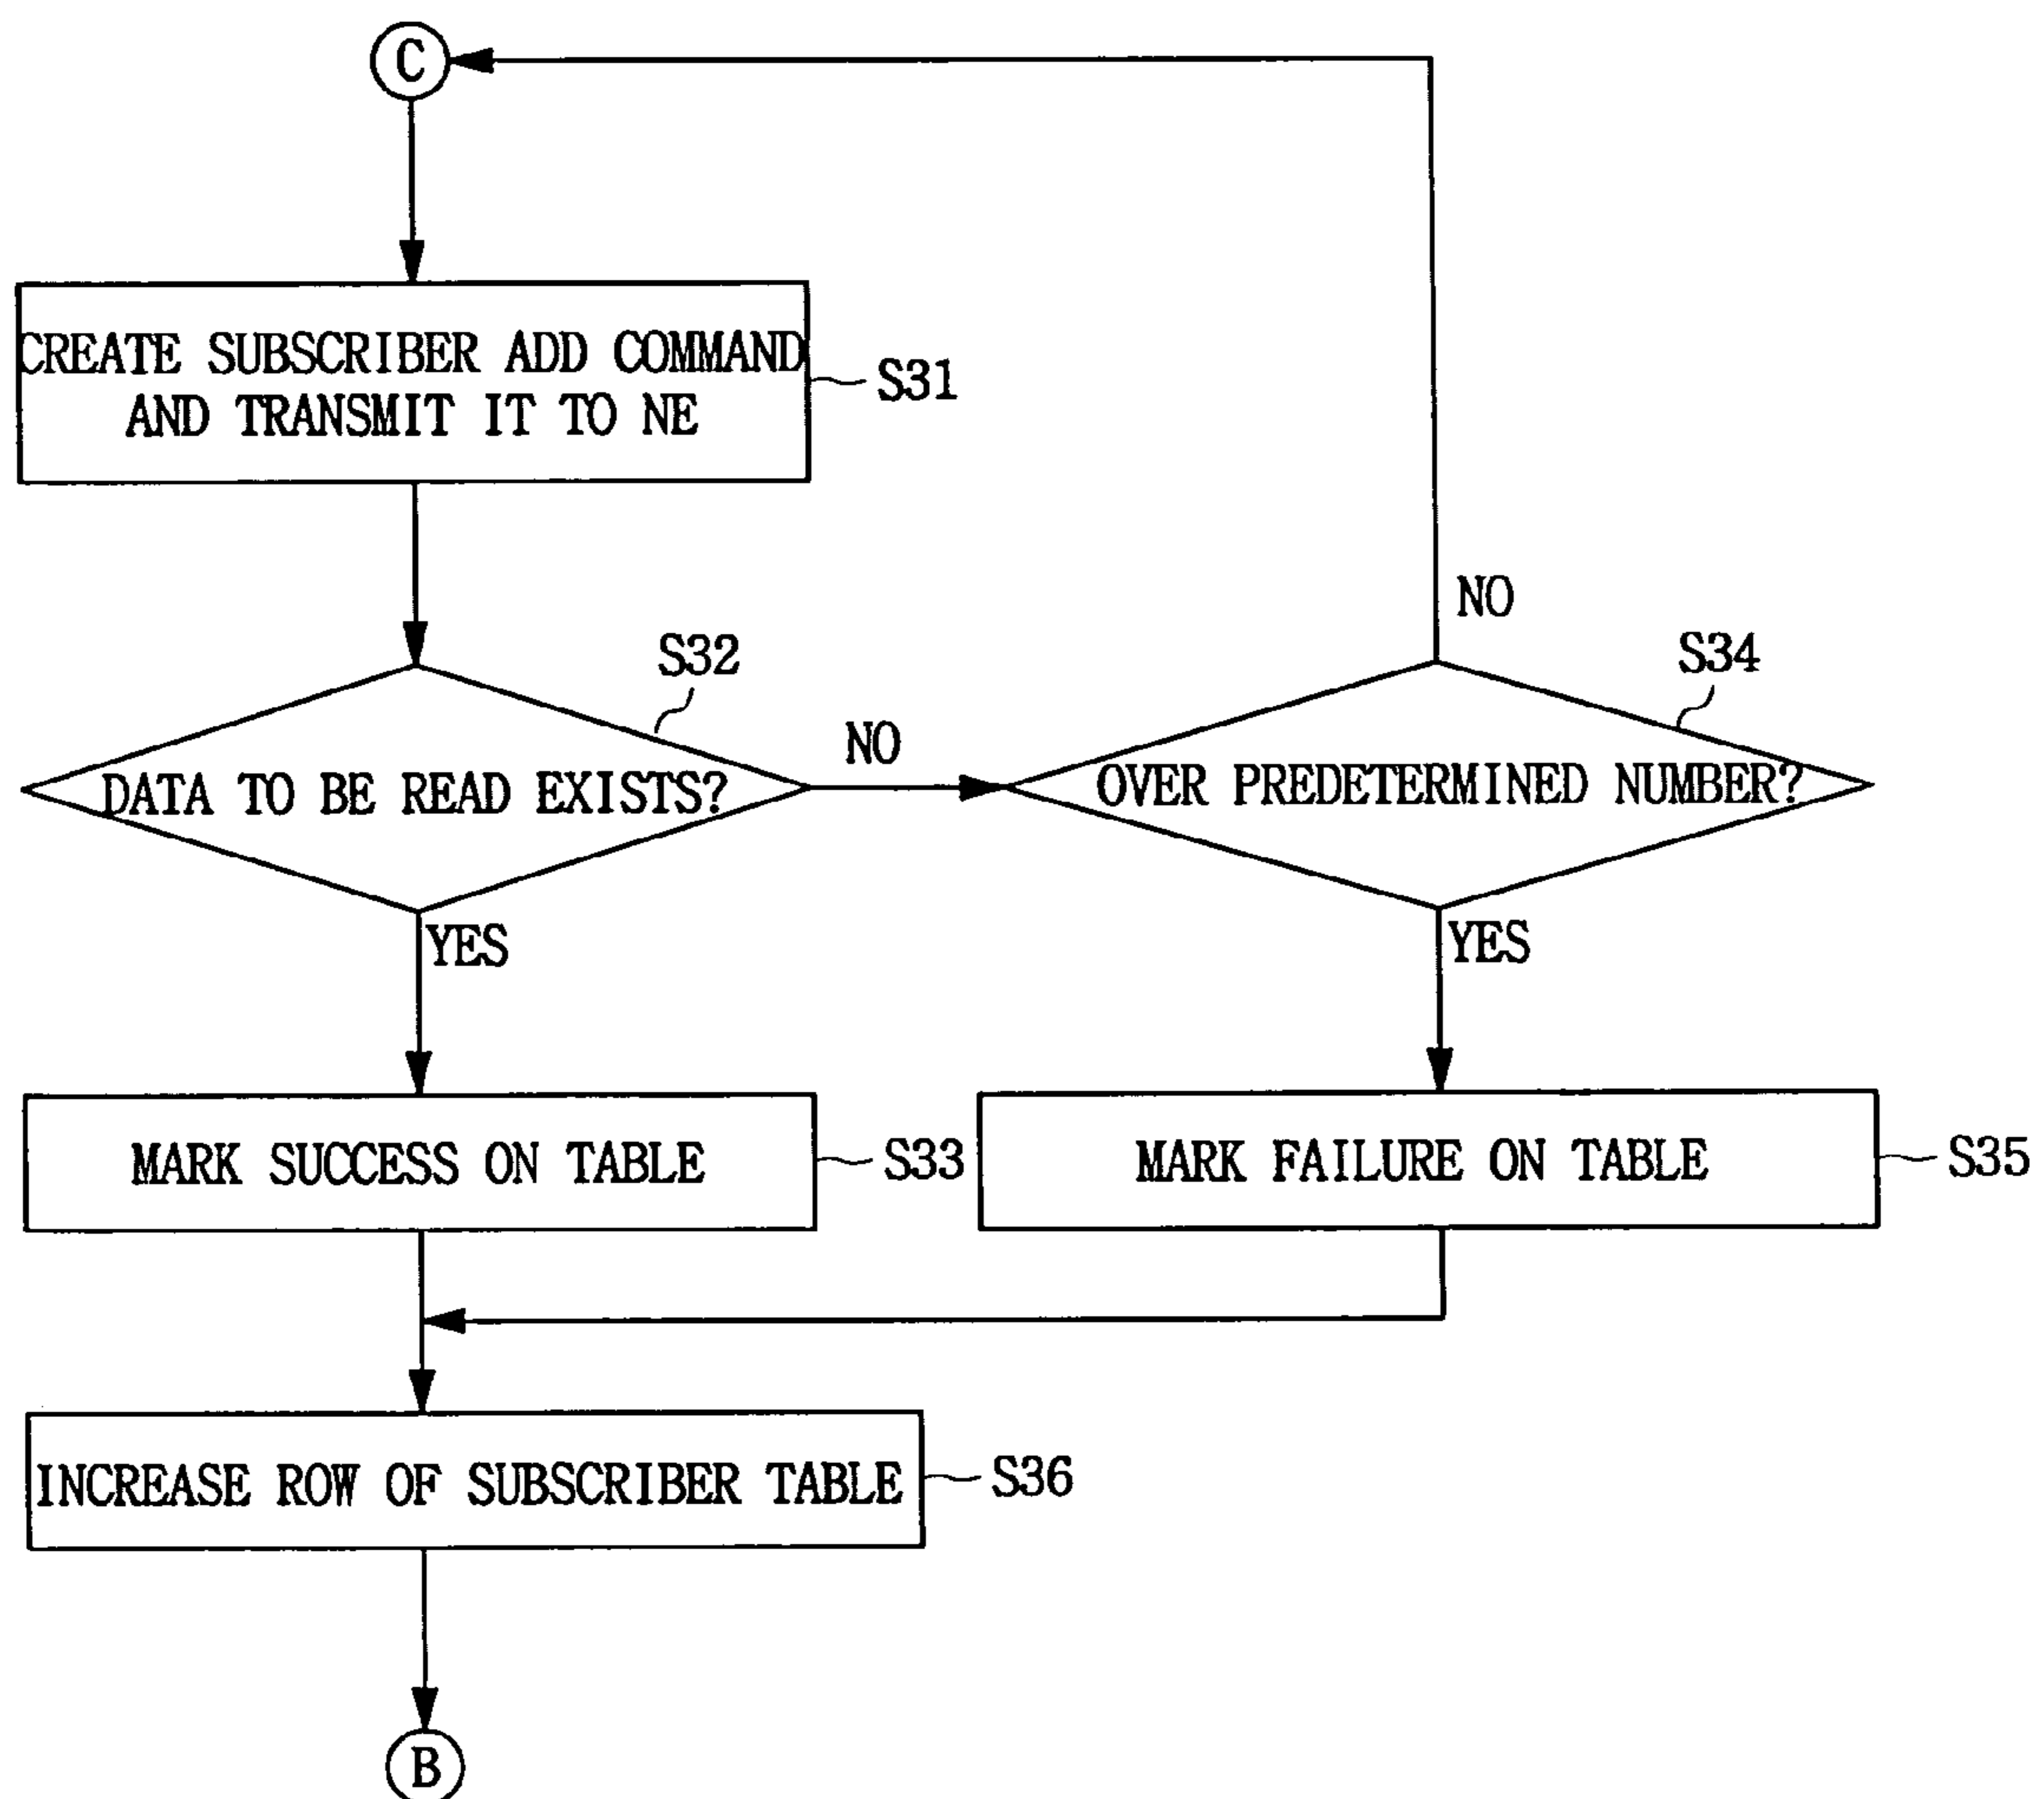 C
CREATE SUBSCRIBER ADD COMMAND
AND TRANSMIT IT TO NE
S31
NO
S32
S34
DATA TO BE READ EXISTS?
NO
OVER PREDETERMINED NUMBER?
YES
YES
MARK SUCCESS ON TABLE
S33
MARK FAILURE ON TABLE
S35
INCREASE ROW OF SUBSCRIBER TABLE
S36
B